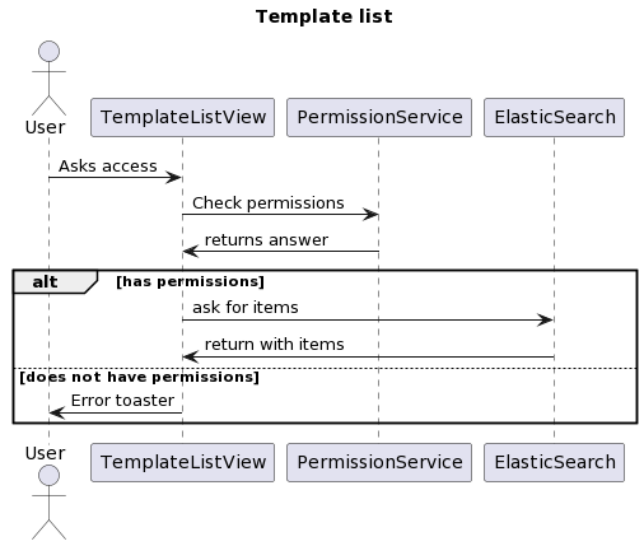 Template list
User
TemplateListView
PermissionService
ElasticSearch
Asks access
Check permissions
returns answer
alt
[has permissions]
ask for items
return with items
[does not have permissions]
Error toaster
User
TemplateListView
PermissionService
ElasticSearch